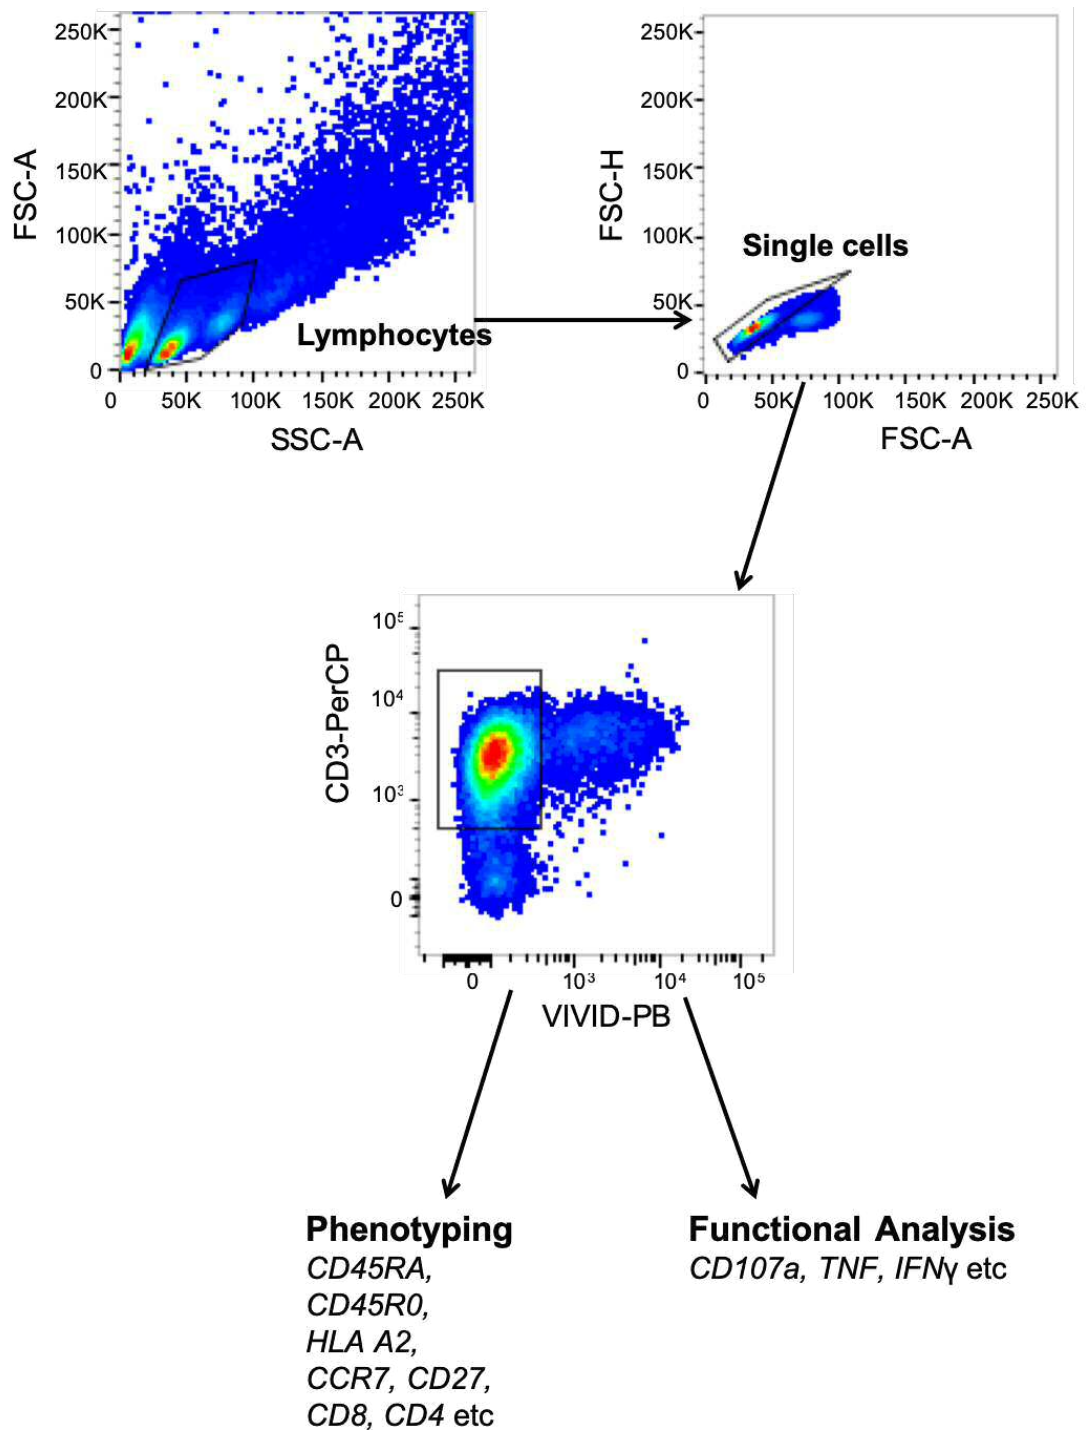 250K
200K
150K
100K
50K
0
FSC-A
Lymphocytes
0 50K 100K 150K 200K 250K
SSC-A
250K
200K
150K
100K
50K
0
FSC-H
Single cells
0 50K 100K 150K 200K 250K
FSC-A
10⁵
10⁴
10³
0
CD3-PerCP
0 10³ 10⁴ 10⁵
VIVID-PB
Phenotyping
CD45RA,
CD45R0,
HLA A2,
CCR7, CD27,
CD8, CD4 etc
Functional Analysis
CD107a, TNF, IFNγ etc